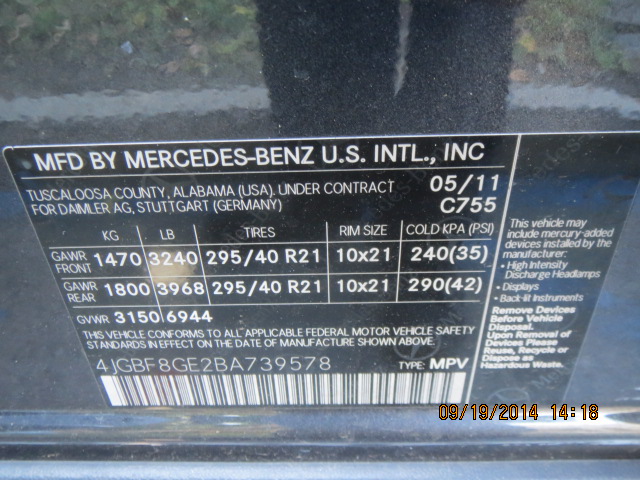 MFD BY MERCEDES-BENZ U.S. INTL., INC
TUSCALOOSA COUNTY, ALABAMA (USA). UNDER CONTRACT 05/11
FOR DAIMLER AG, STUTTGART (GERMANY) C755
KG LB TIRES RIM SIZE COLD KPA (PSI)
GAWR FRONT 1470 3240 295/40 R21 10x21 240(35)
GAWR REAR 1800 3968 295/40 R21 10x21 290(42)
GVWR 3150 6944
THIS VEHICLE CONFORMS TO ALL APPLICABLE FEDERAL MOTOR VEHICLE SAFETY
STANDARDS IN EFFECT ON THE DATE OF MANUFACTURE SHOWN ABOVE.
4JGBF8GE2BA739578 TYPE: MPV
This vehicle may
include mercury-added
devices installed by the
manufacturer:
• High Intensity
Discharge Headlamps
• Displays
• Back-lit Instruments
Remove Devices
Before Vehicle
Disposal.
Upon Removal of
Devices Please
Reuse, Recycle or
Dispose as
Hazardous Waste.
09/19/2014 14:18